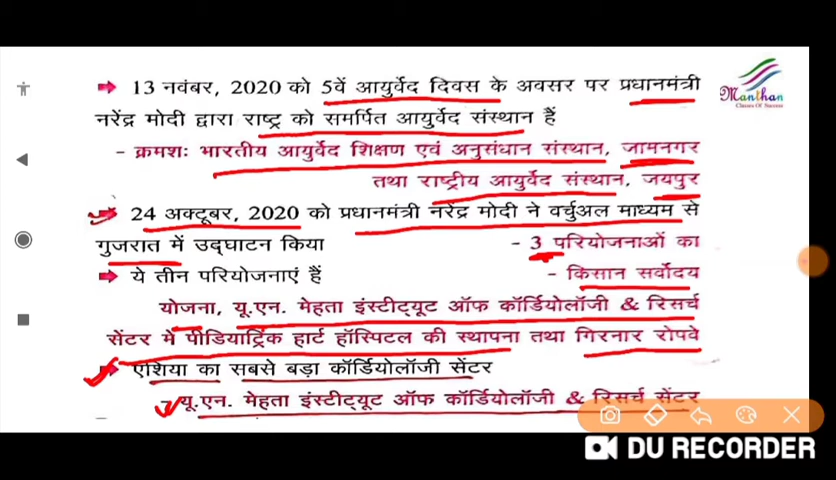 13 नवंबर, 2020 को 5वें आयुर्वेद दिवस के अवसर पर प्रधानमंत्री
नरेंद्र मोदी द्वारा राष्ट्र को समर्पित आयुर्वेद संस्थान हैं
- क्रमशः भारतीय आयुर्वेद शिक्षण एवं अनुसंधान संस्थान, जामनगर
तथा राष्ट्रीय आयुर्वेद संस्थान, जयपुर
24 अक्टूबर, 2020 को प्रधानमंत्री नरेंद्र मोदी ने वर्चुअल माध्यम से
गुजरात में उद्घाटन किया - 3 परियोजनाओं का
ये तीन परियोजनाएं हैं - किसान सर्वोदय
योजना, यू.एन. मेहता इंस्टीट्यूट ऑफ कॉर्डियोलॉजी & रिसर्च
सेंटर में पीडियाट्रिक हार्ट हॉस्पिटल की स्थापना तथा गिरनार रोपवे
एशिया का सबसे बड़ा कॉर्डियोलॉजी सेंटर
- यू.एन. मेहता इंस्टीट्यूट ऑफ कॉर्डियोलॉजी & रिसर्च सेंटर
Manthan
Classes Of Success
DU RECORDER